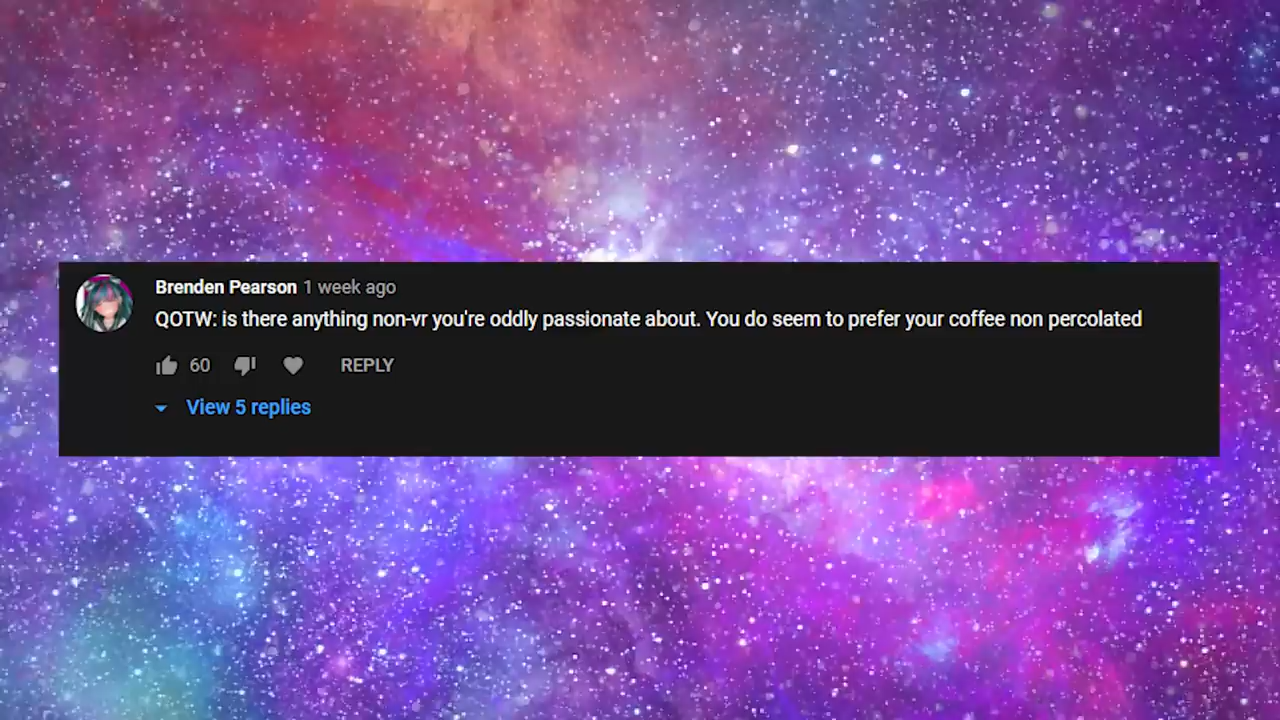 Brenden Pearson 1 week ago
QOTW: is there anything non-vr you're oddly passionate about. You do seem to prefer your coffee non percolated
60 REPLY
View 5 replies